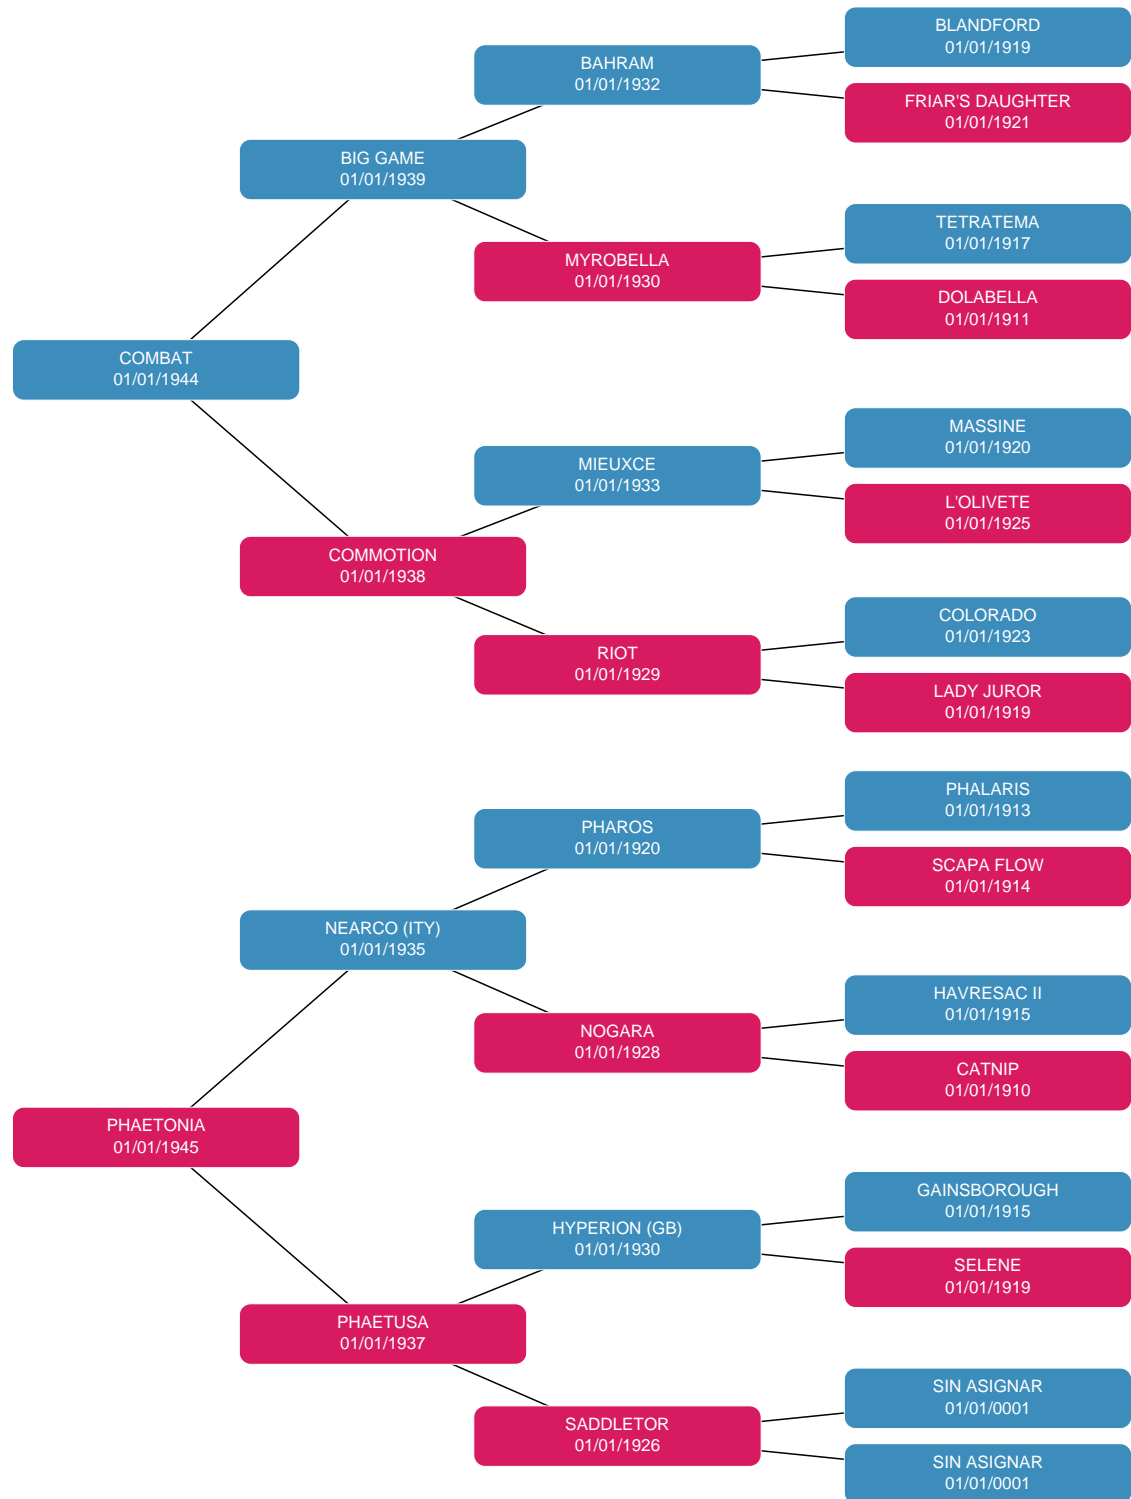 BLANDFORD
01/01/1919
BAHRAM
01/01/1932
FRIAR'S DAUGHTER
01/01/1921
BIG GAME
01/01/1939
TETRATEMA
01/01/1917
MYROBELLA
01/01/1930
DOLABELLA
01/01/1911
COMBAT
01/01/1944
MASSINE
01/01/1920
MIEUXCE
01/01/1933
L'OLIVETE
01/01/1925
COMMOTION
01/01/1938
COLORADO
01/01/1923
RIOT
01/01/1929
LADY JUROR
01/01/1919
PHALARIS
01/01/1913
PHAROS
01/01/1920
SCAPA FLOW
01/01/1914
NEARCO (ITY)
01/01/1935
HAVRESAC II
01/01/1915
NOGARA
01/01/1928
CATNIP
01/01/1910
PHAETONIA
01/01/1945
GAINSBOROUGH
01/01/1915
HYPERION (GB)
01/01/1930
SELENE
01/01/1919
PHAETUSA
01/01/1937
SIN ASIGNAR
01/01/0001
SADDLETOR
01/01/1926
SIN ASIGNAR
01/01/0001